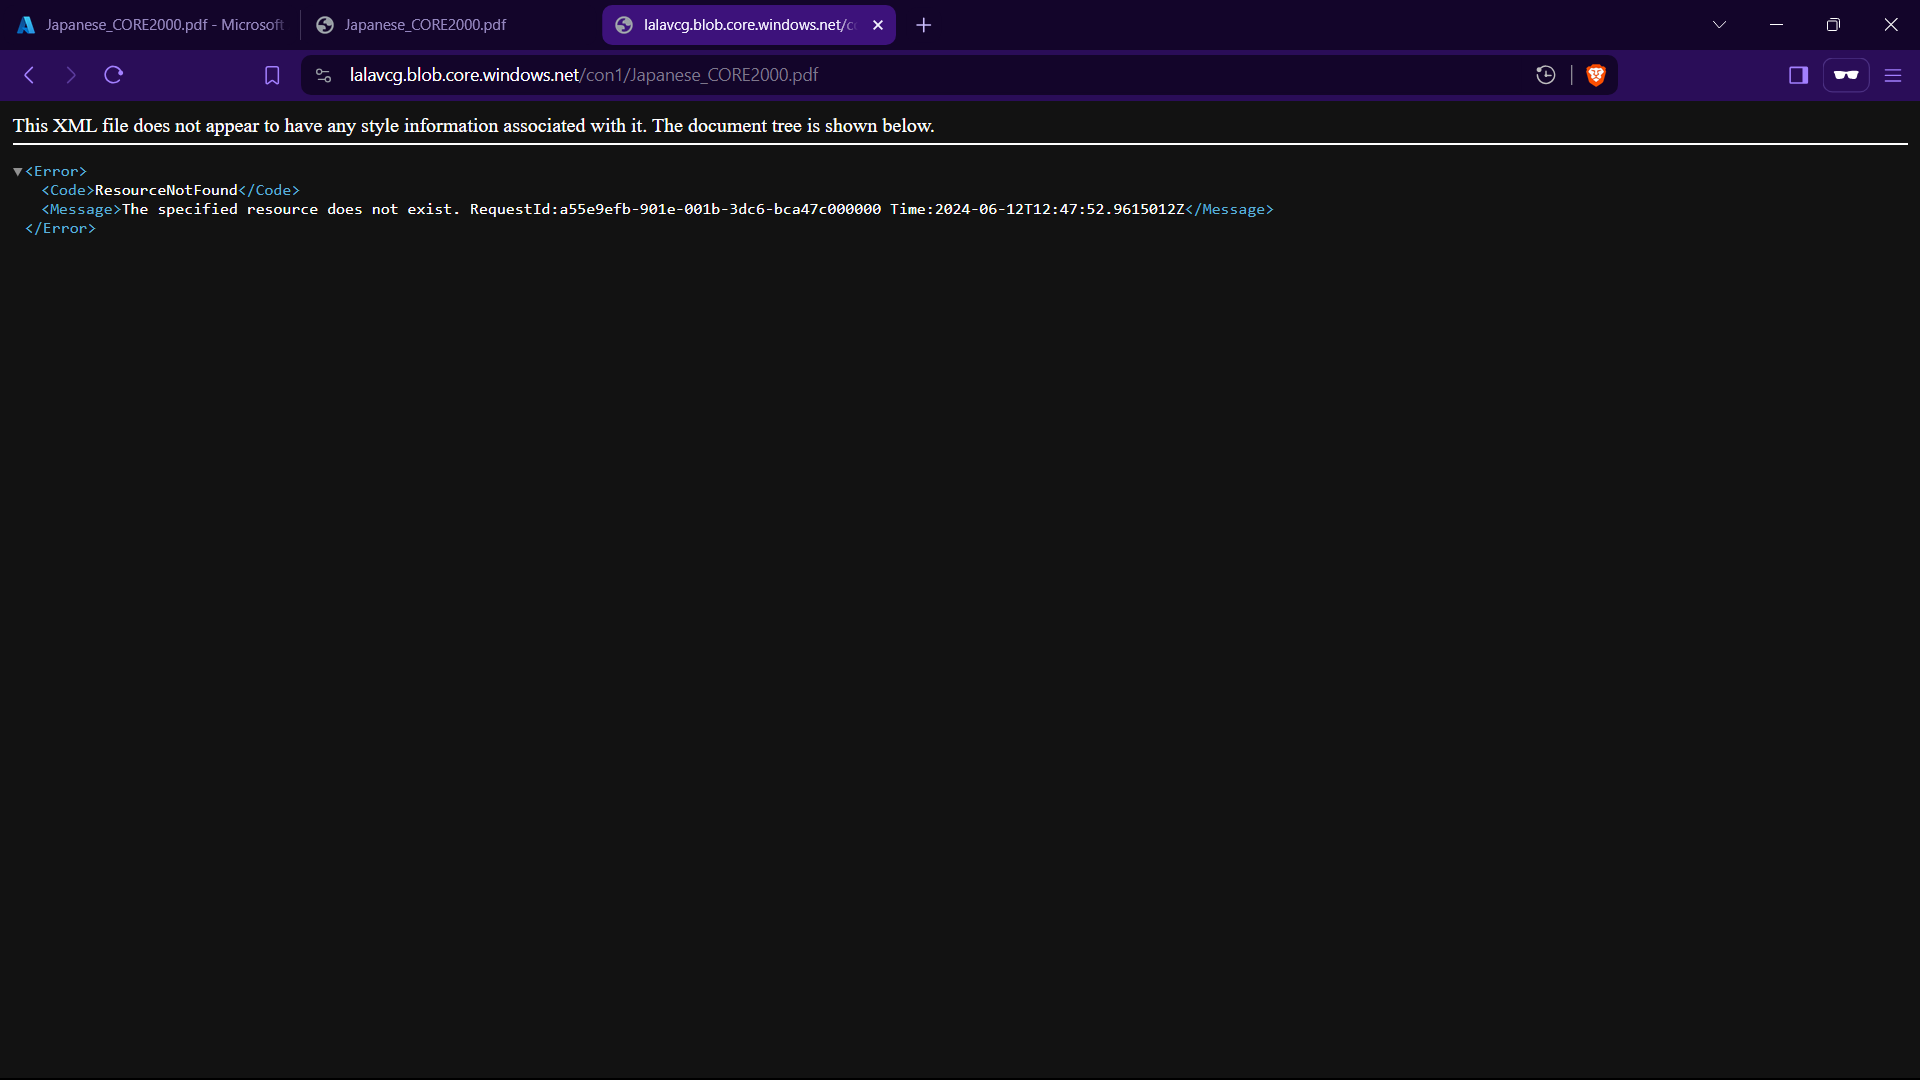 Japanese_CORE2000.pdf - Microsoft
Japanese_CORE2000.pdf
lalavcg.blob.core.windows.net/c
lalavcg.blob.core.windows.net/con1/Japanese_CORE2000.pdf
This XML file does not appear to have any style information associated with it. The document tree is shown below.
▼<Error>
<Code>ResourceNotFound</Code>
<Message>The specified resource does not exist. RequestId:a55e9efb-901e-001b-3dc6-bca47c000000 Time:2024-06-12T12:47:52.9615012Z</Message>
</Error>